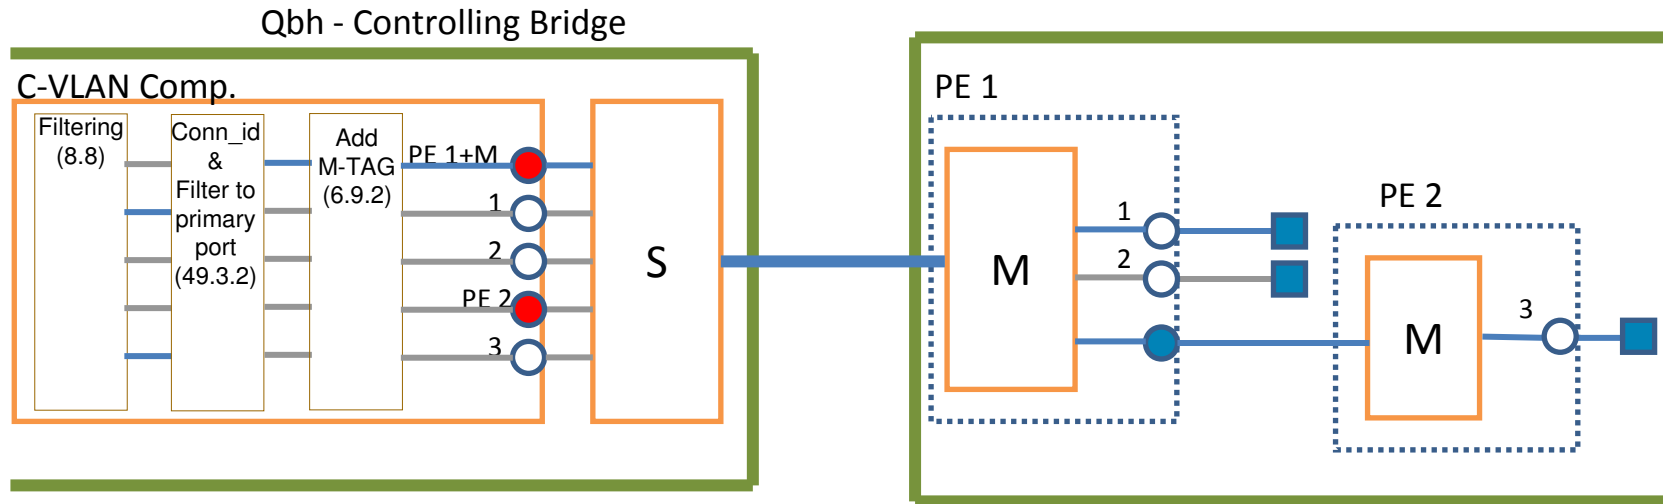 Qbh - Controlling Bridge
C-VLAN Comp.
Filtering
(8.8)
Conn_id
&
Filter to
primary
port
(49.3.2)
Add
M-TAG
(6.9.2)
PE 1+M
1
2
PE 2
3
S
PE 1
M
1
2
PE 2
M
3